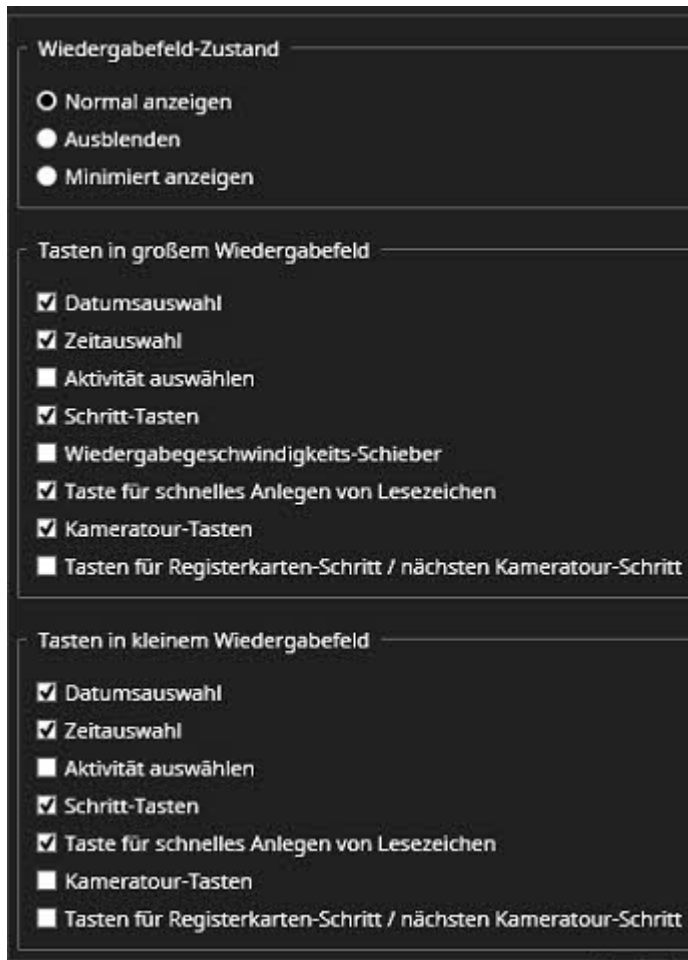 Wiedergabefeld-Zustand
Normal anzeigen
Ausblenden
Minimiert anzeigen
Tasten in großem Wiedergabefeld
Datumsauswahl
Zeitauswahl
Aktivität auswählen
Schritt-Tasten
Wiedergabegeschwindigkeits-Schieber
Taste für schnelles Anlegen von Lesezeichen
Kameratour-Tasten
Tasten für Registerkarten-Schritt / nächsten Kameratour-Schritt
Tasten in kleinem Wiedergabefeld
Datumsauswahl
Zeitauswahl
Aktivität auswählen
Schritt-Tasten
Taste für schnelles Anlegen von Lesezeichen
Kameratour-Tasten
Tasten für Registerkarten-Schritt / nächsten Kameratour-Schritt